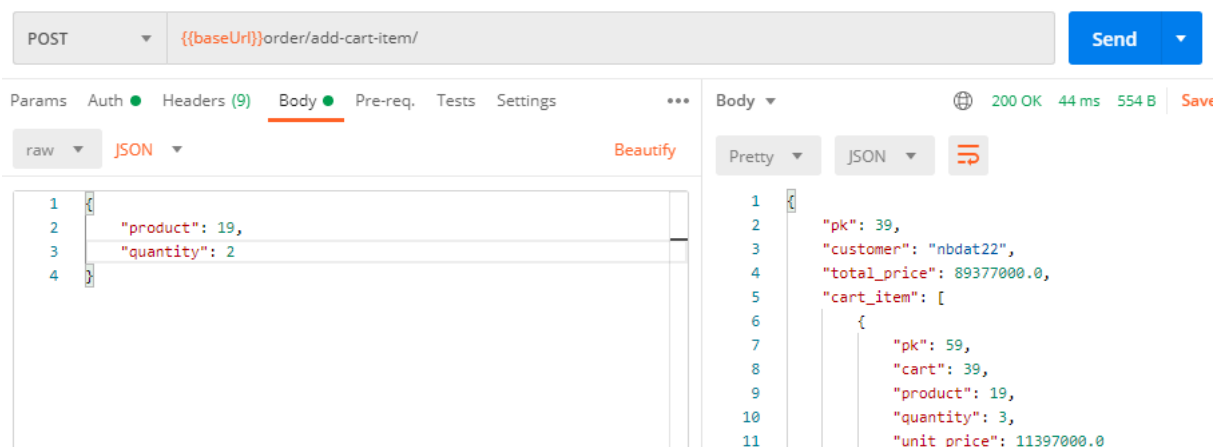 POST {{baseUrl}}order/add-cart-item/ Send
Params Auth Headers (9) Body Pre-req. Tests Settings
raw JSON Beautify
1 {
2 "product": 19,
3 "quantity": 2
4 }
Body 200 OK 44 ms 554 B Save
Pretty JSON
1 {
2 "pk": 39,
3 "customer": "nbdat22",
4 "total_price": 89377000.0,
5 "cart_item": [
6 {
7 "pk": 59,
8 "cart": 39,
9 "product": 19,
10 "quantity": 3,
11 "unit_price": 11397000.0